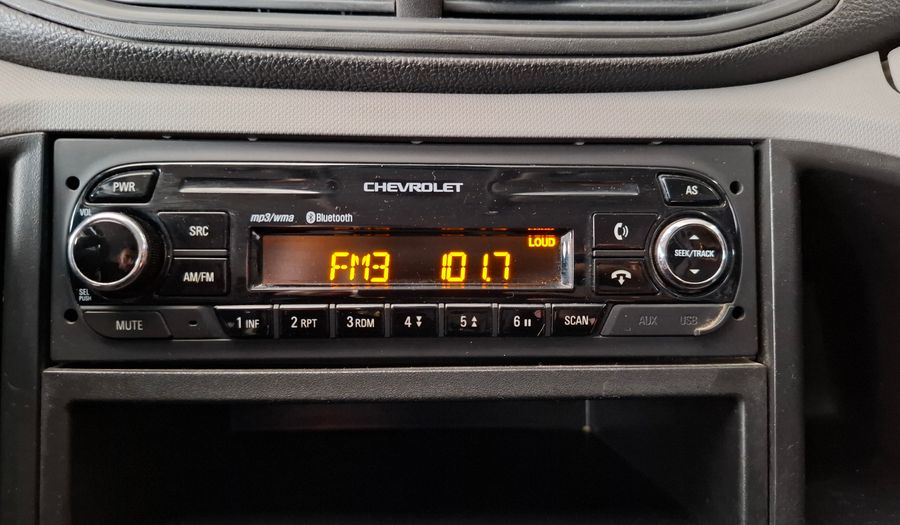 CHEVROLET
PWR
AS
VOL
mp3/wma Bluetooth
SRC
LOUD
FM3 101.7
SEEK/TRACK
AM/FM
SEL
PUSH
MUTE
1 INF
2 RPT
3 RDM
4
5
6
SCAN
AUX
USB